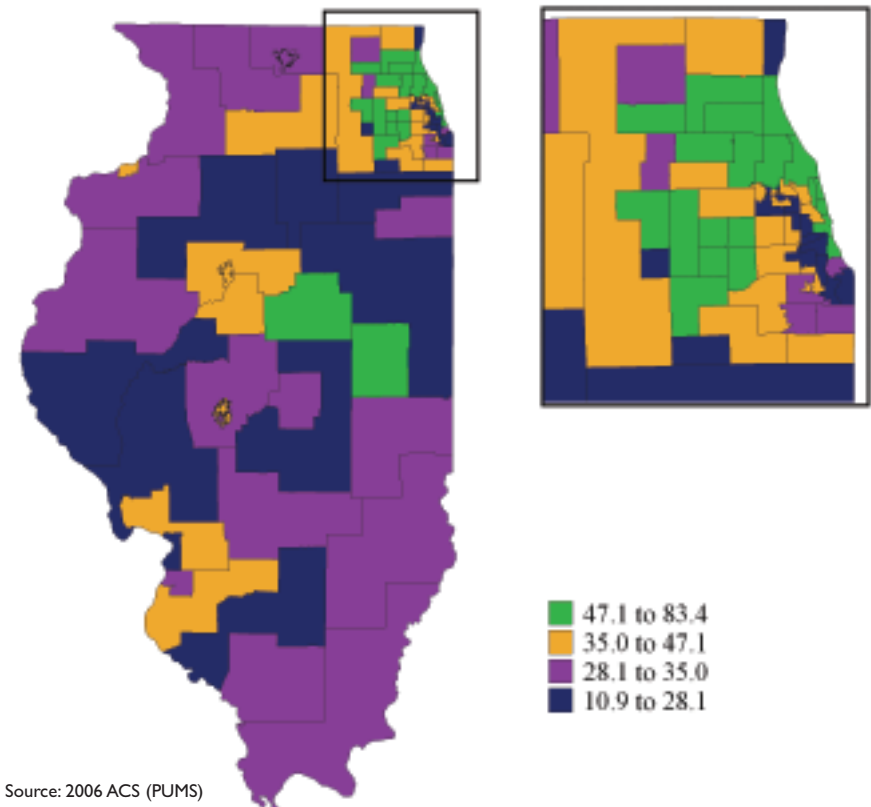 47.1 to 83.4
35.0 to 47.1
28.1 to 35.0
10.9 to 28.1
Source: 2006 ACS (PUMS)